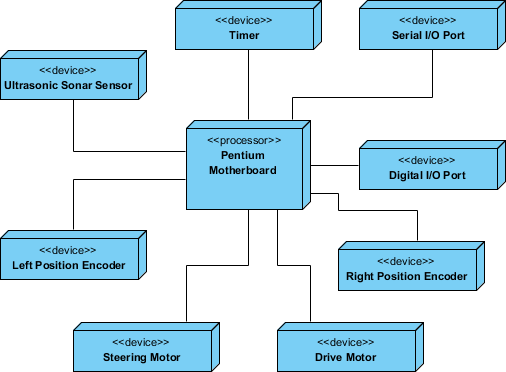 <<device>>
Timer
<<device>>
Serial I/O Port
<<device>>
Ultrasonic Sonar Sensor
<<processor>>
Pentium
Motherboard
<<device>>
Digital I/O Port
<<device>>
Left Position Encoder
<<device>>
Right Position Encoder
<<device>>
Steering Motor
<<device>>
Drive Motor